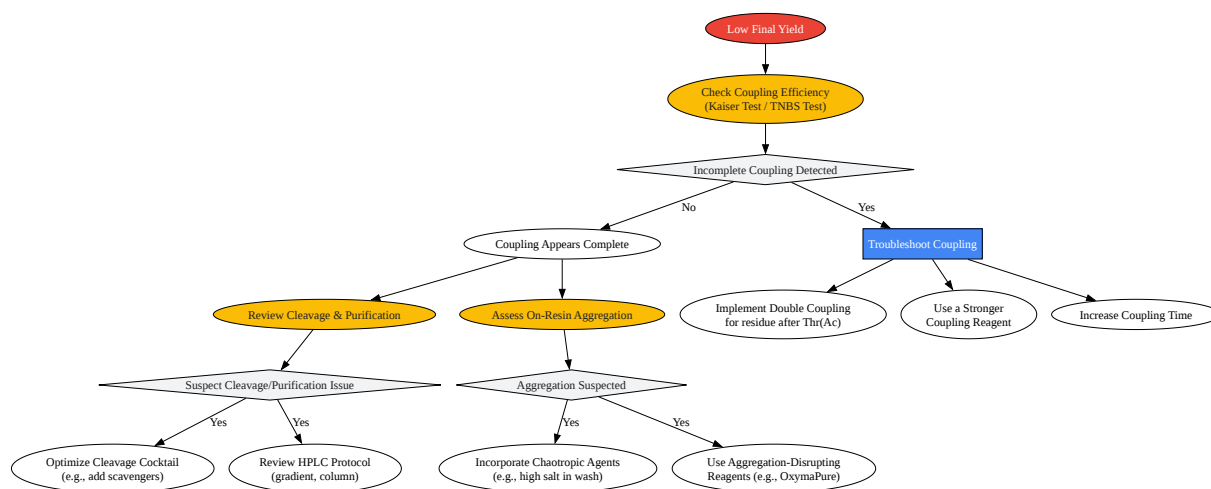 Low Final Yield
Check Coupling Efficiency
(Kaiser Test / TNBS Test)
Incomplete Coupling Detected
No
Yes
Coupling Appears Complete
Troubleshoot Coupling
Review Cleavage & Purification
Assess On-Resin Aggregation
Implement Double Coupling
for residue after Thr(Ac)
Use a Stronger
Coupling Reagent
Increase Coupling Time
Suspect Cleavage/Purification Issue
Aggregation Suspected
Yes
Yes
Yes
Yes
Optimize Cleavage Cocktail
(e.g., add scavengers)
Review HPLC Protocol
(gradient, column)
Incorporate Chaotropic Agents
(e.g., high salt in wash)
Use Aggregation-Disrupting
Reagents (e.g., OxymaPure)